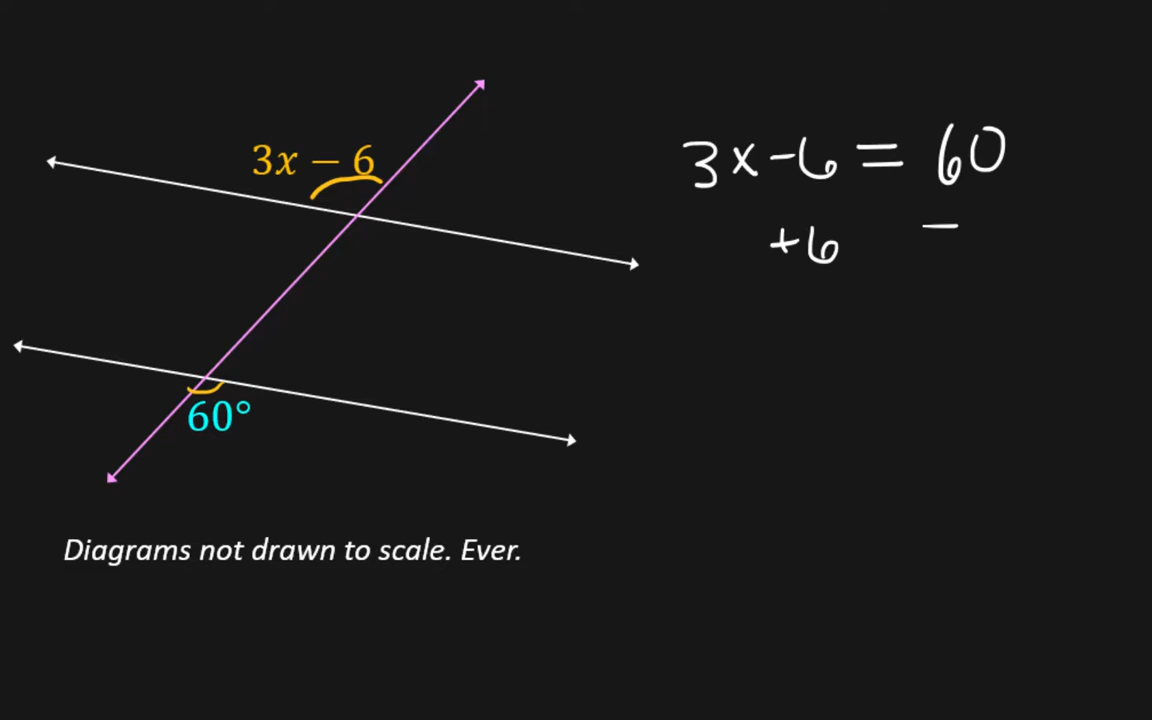 3x − 6
3x-6 = 60
+6 −
60°
Diagrams not drawn to scale. Ever.